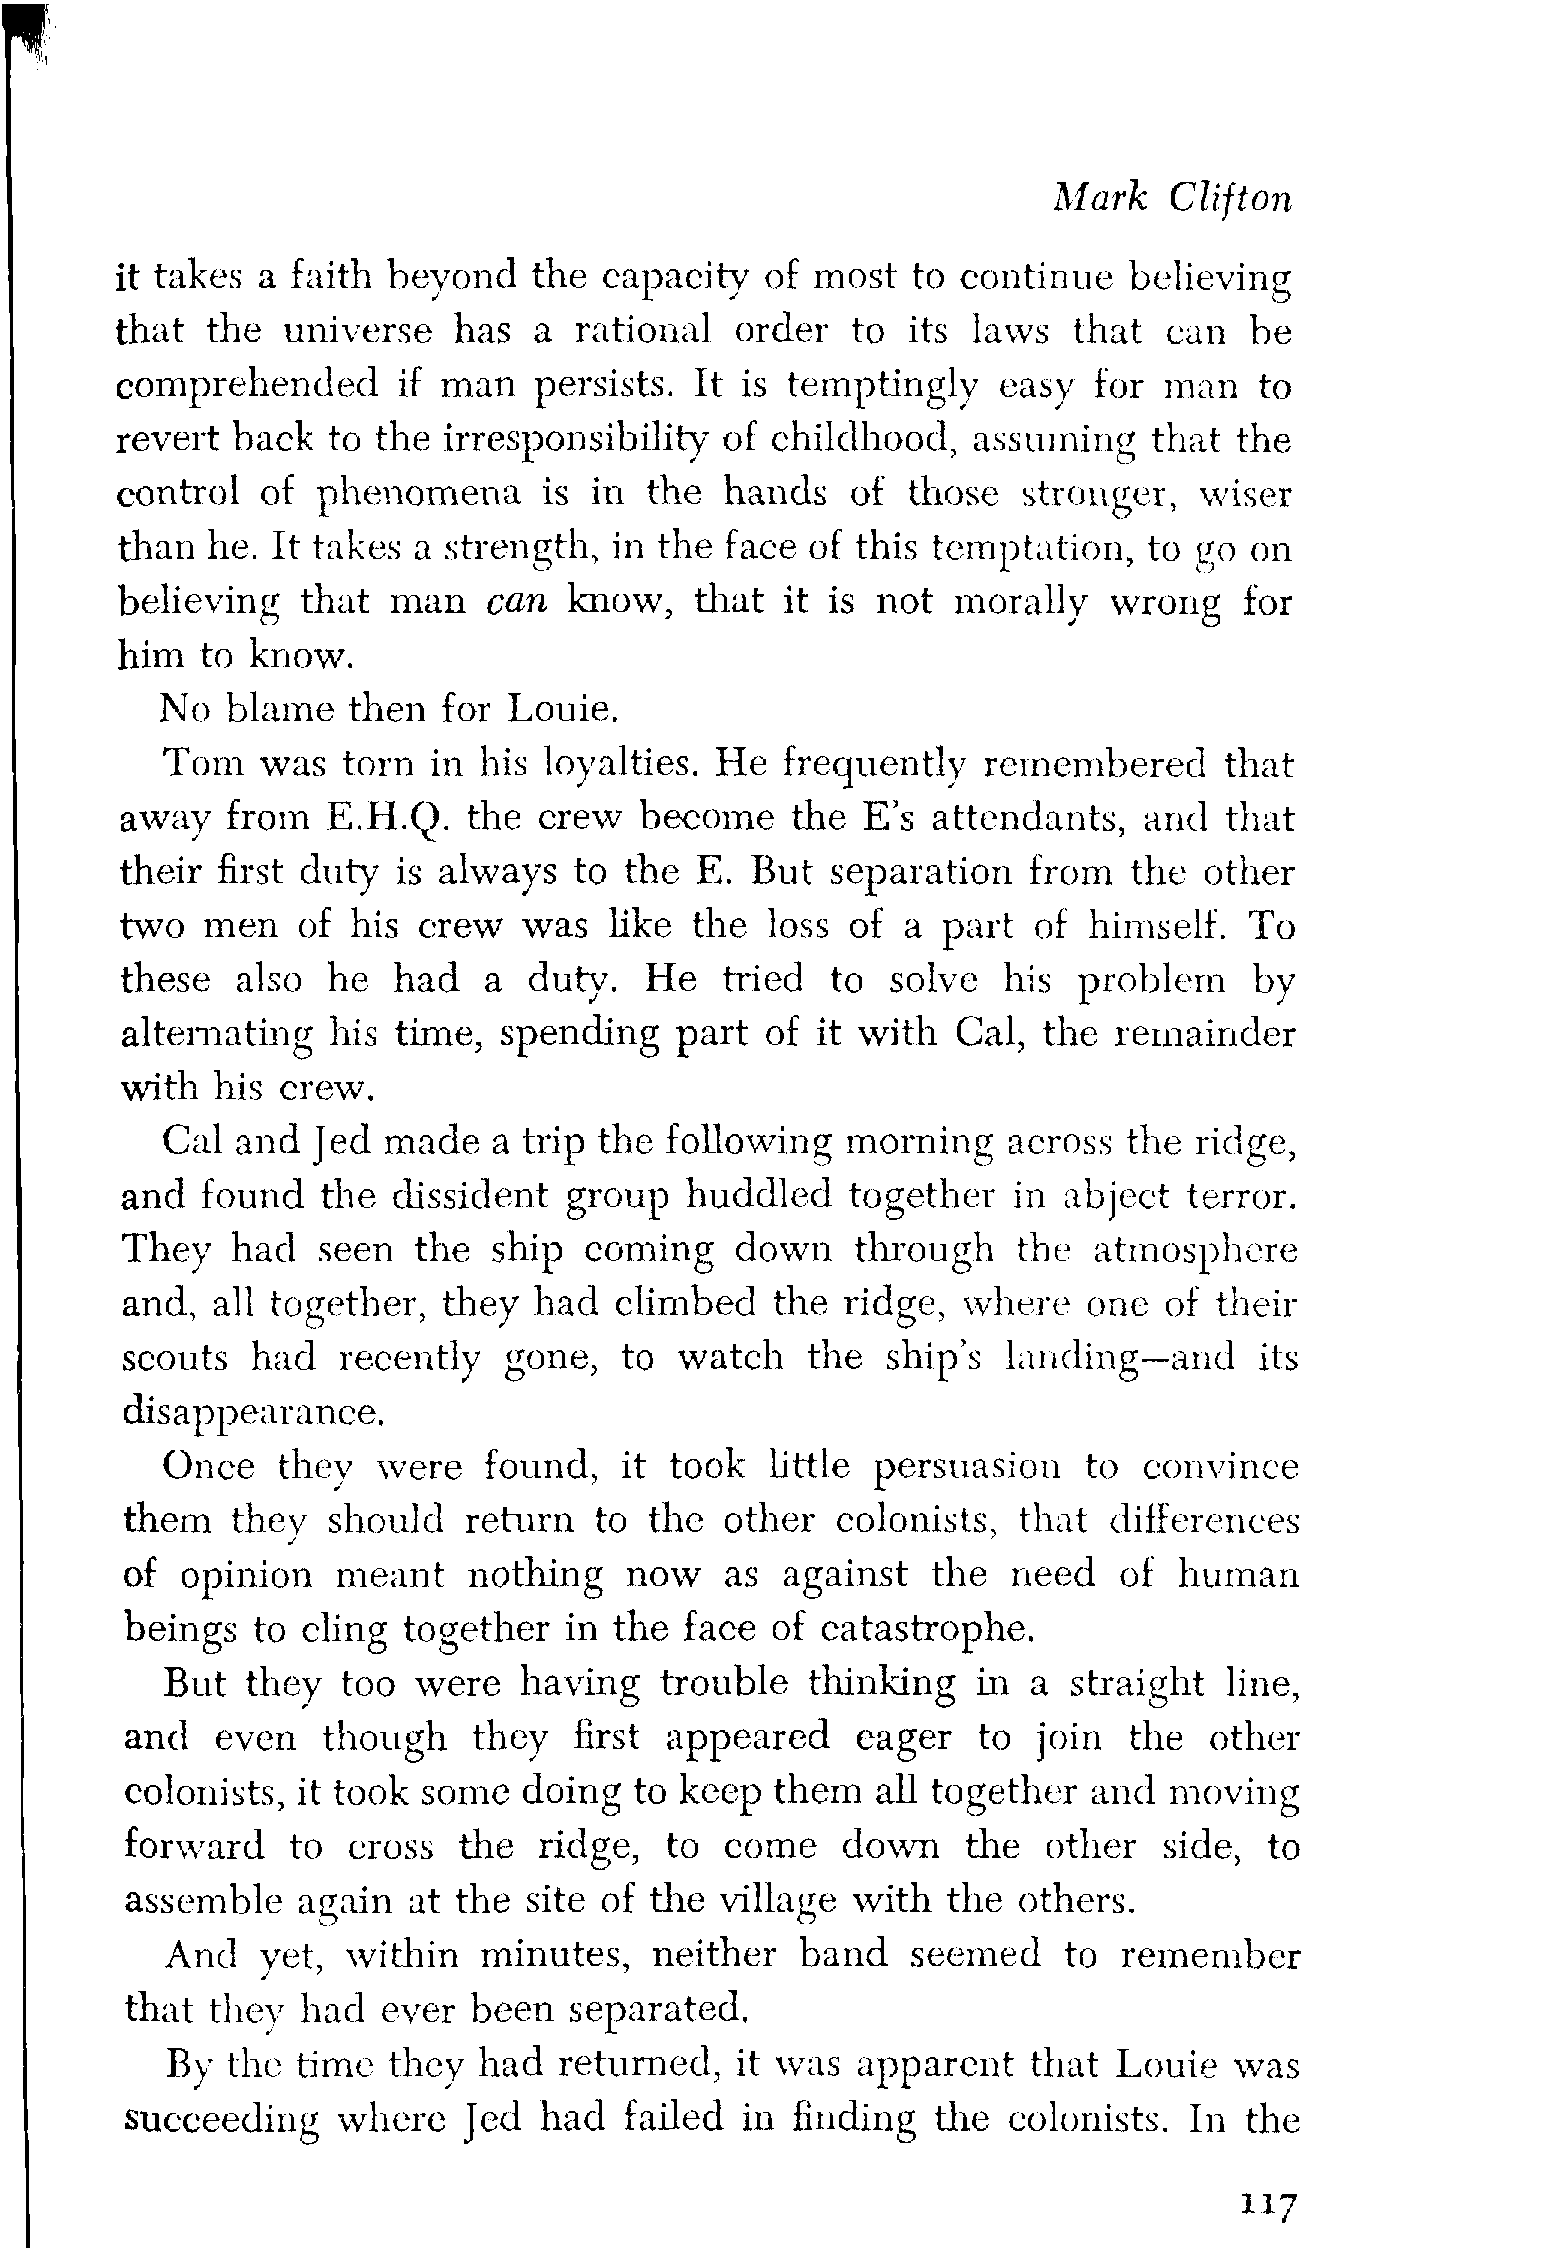 Mark Clifton
it takes a faith beyond the capacity of most to continue believing
that the universe has a rational order to its laws that can be
comprehended if man persists. It is temptingly easy for man to
revert back to the irresponsibility of childhood, assuming that the
control of phenomena is in the hands of those stronger, wiser
than he. It takes a strength, in the face of this temptation, to go on
believing that man can know, that it is not morally wrong for
him to know.
No blame then for Louie.
Tom was torn in his loyalties. He frequently remembered that
away from E.H.Q. the crew become the E's attendants, and that
their first duty is always to the E. But separation from the other
two men of his crew was like the loss of a part of himself. To
these also he had a duty. He tried to solve his problem by
alternating his time, spending part of it with Cal, the remainder
with his crew.
Cal and Jed made a trip the following morning across the ridge,
and found the dissident group huddled together in abject terror.
They had seen the ship coming down through the atmosphere
and, all together, they had climbed the ridge, where one of their
scouts had recently gone, to watch the ship's landing—and its
disappearance.
Once they were found, it took little persuasion to convince
them they should return to the other colonists, that differences
of opinion meant nothing now as against the need of human
beings to cling together in the face of catastrophe.
But they too were having trouble thinking in a straight line,
and even though they first appeared eager to join the other
colonists, it took some doing to keep them all together and moving
forward to cross the ridge, to come down the other side, to
assemble again at the site of the village with the others.
And yet, within minutes, neither band seemed to remember
that they had ever been separated.
By the time they had returned, it was apparent that Louie was
succeeding where Jed had failed in finding the colonists. In the
117